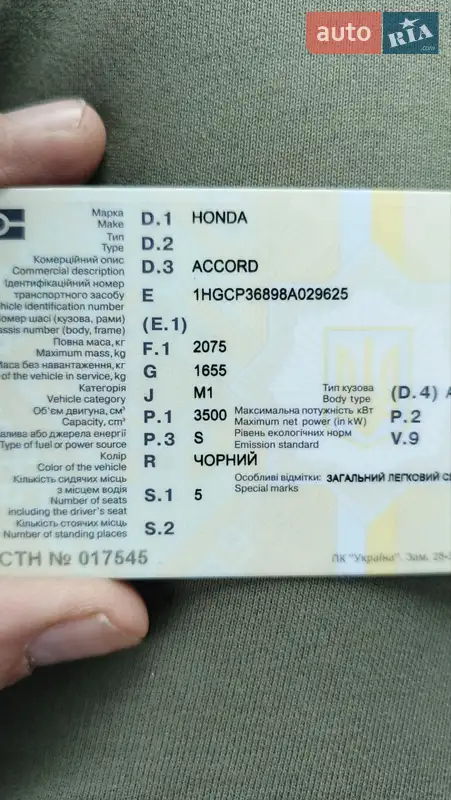 auto RIA .com
Марка D.1 HONDA
Make
Тип D.2
Type
Комерційний опис D.3 ACCORD
Commercial description
Ідентифікаційний номер
транспортного засобу E 1HGCP36898A029625
hicle identification number
номер шасі (кузова, рами) (E.1)
assis number (body, frame)
Повна маса, кг F.1 2075
Maximum mass, kg
Маса без навантаження, кг G 1655
of the vehicle in service, kg
Категорія J M1 Тип кузова (D.4)
Vehicle category Body type
Об'єм двигуна, см³ P.1 3500 Максимальна потужність кВт P.2
Capacity, cm³ Maximum net power (in kW)
алива або джерела енергії P.3 S Рівень екологічних норм V.9
Type of fuel or power source Emission standard
Колір R ЧОРНИЙ
Color of the vehicle
Кількість сидячих місць Особливі відмітки: ЗАГАЛЬНИЙ ЛЕГКОВИЙ
з місцем водія S.1 5 Special marks
Number of seats
including the driver's seat
Кількість стоячих місць S.2
Number of standing places
СТН № 017545 ПК "Україна". Зам.